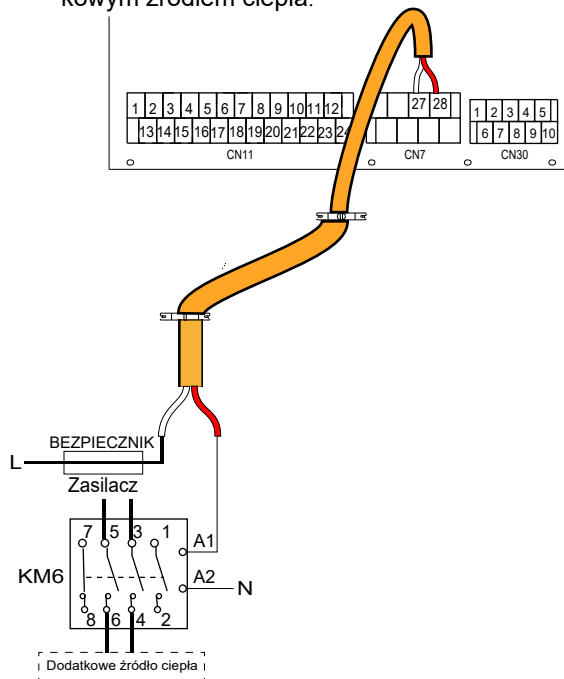 kowym źródłem ciepła.
27 28
1 2 3 4 5 6 7 8 9 10 11 12
13 14 15 16 17 18 19 20 21 22 23 24
1 2 3 4 5
6 7 8 9 10
CN11
CN7
CN30
BEZPIECZNIK
L
Zasilacz
7 5 3 1
A1
KM6
A2
N
8 6 4 2
Dodatkowe źródło ciepła